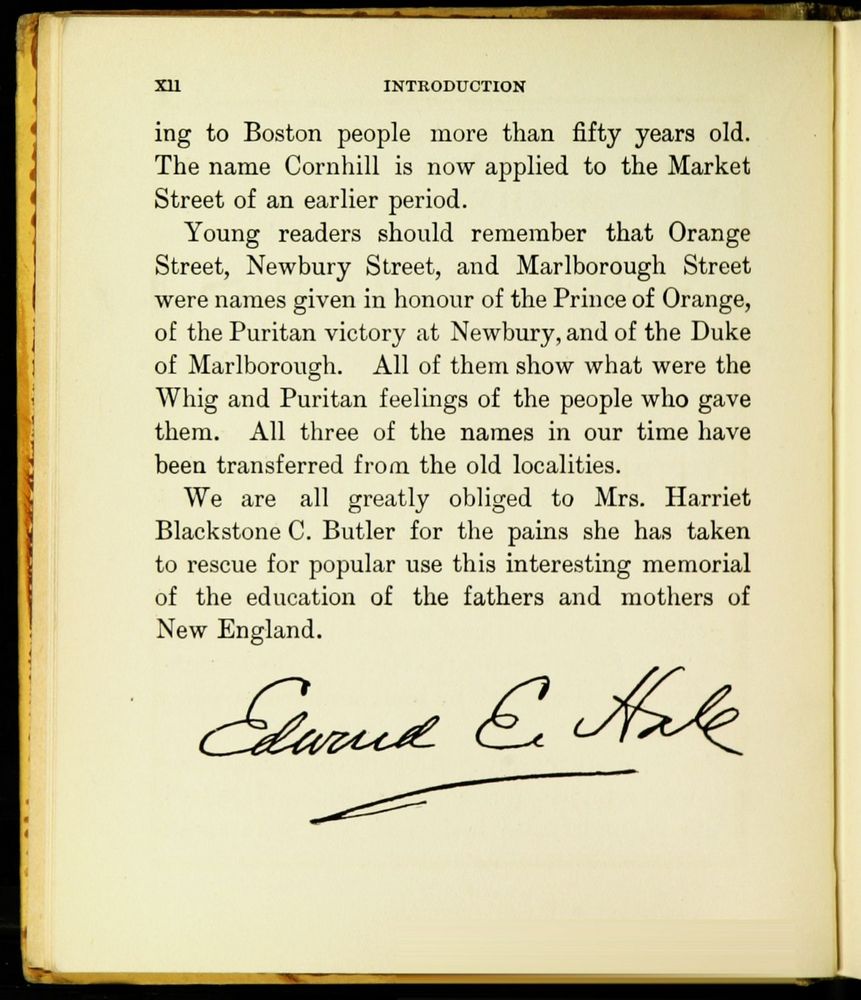 xii INTRODUCTION
ing to Boston people more than fifty years old.
The name Cornhill is now applied to the Market
Street of an earlier period.
Young readers should remember that Orange
Street, Newbury Street, and Marlborough Street
were names given in honour of the Prince of Orange,
of the Puritan victory at Newbury, and of the Duke
of Marlborough. All of them show what were the
Whig and Puritan feelings of the people who gave
them. All three of the names in our time have
been transferred from the old localities.
We are all greatly obliged to Mrs. Harriet
Blackstone C. Butler for the pains she has taken
to rescue for popular use this interesting memorial
of the education of the fathers and mothers of
New England.
Edward E. Hale